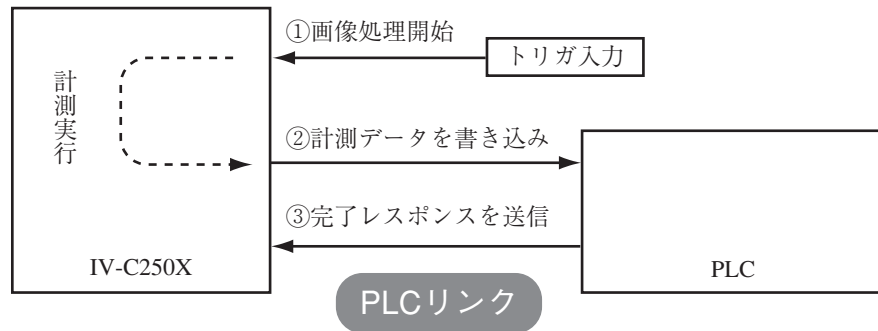 ①画像処理開始
トリガ入力
計測実行
②計測データを書き込み
③完了レスポンスを送信
IV-C250X
PLC
PLCリンク